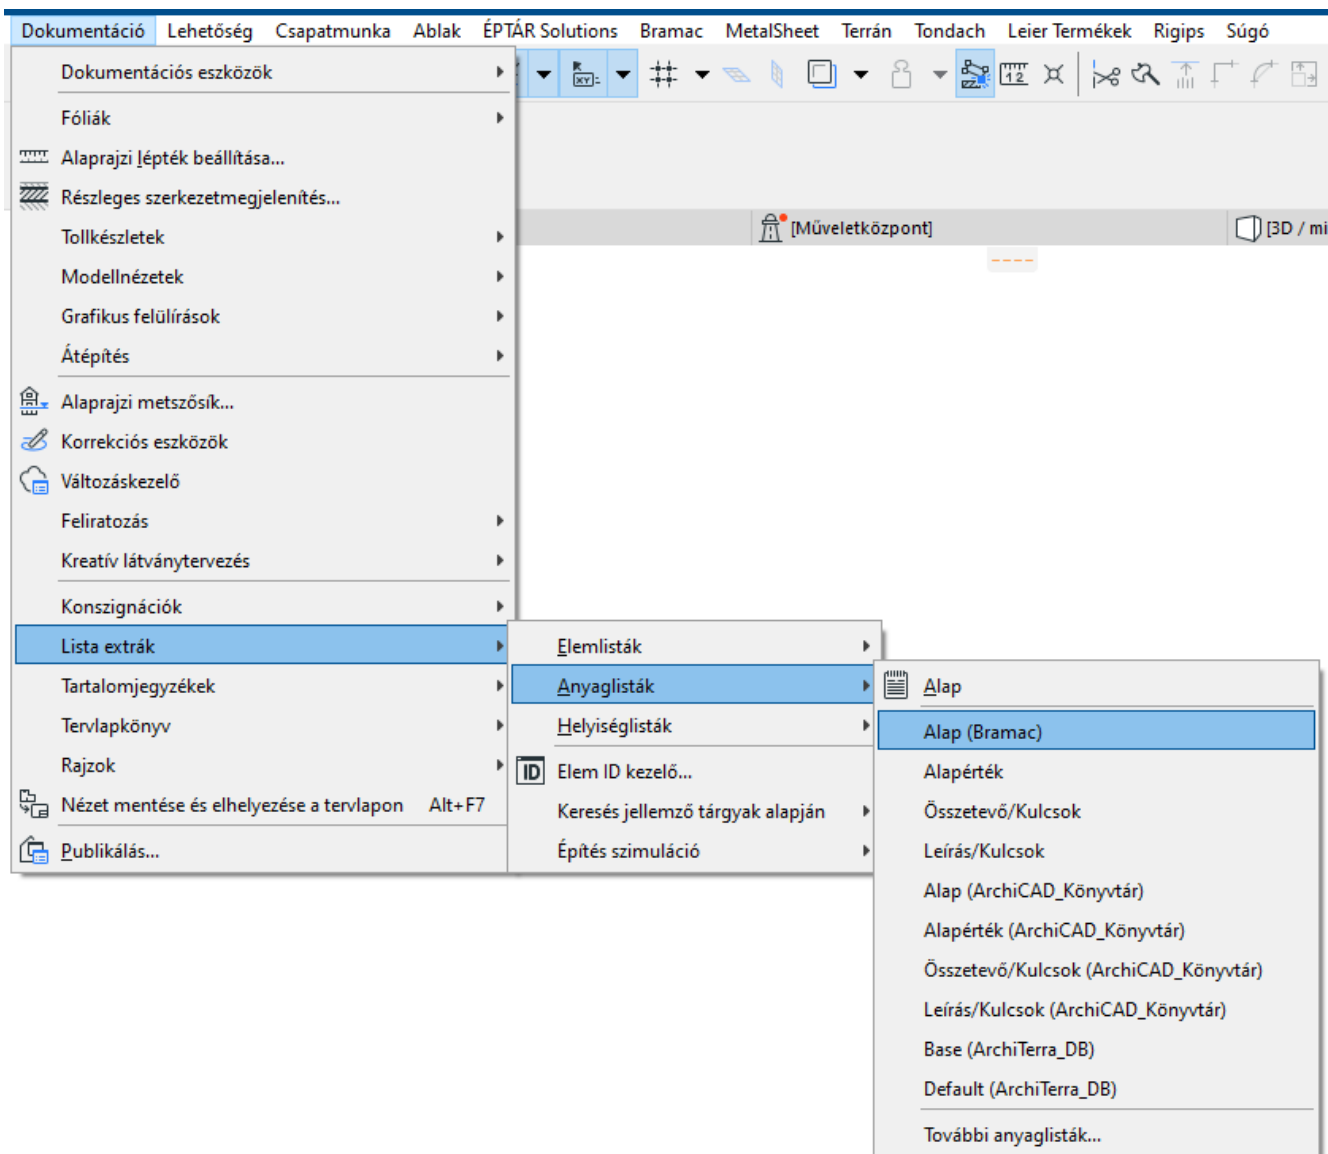 Dokumentáció Lehetőség Csapatmunka Ablak ÉPTÁR Solutions Bramac MetalSheet Terrán Tondach Leier Termékek Rigips Súgó
Dokumentációs eszközök
Fóliák
Alaprajzi lépték beállítása...
Részleges szerkezetmegjelenítés...
Tollkészletek
Modellnézetek
Grafikus felülírások
Átépítés
Alaprajzi metszősík...
Korrekciós eszközök
Változáskezelő
Feliratozás
Kreatív látványtervezés
Konszignációk
Lista extrák
Tartalomjegyzékek
Tervlapkönyv
Rajzok
Nézet mentése és elhelyezése a tervlapon Alt+F7
Publikálás...
XY:
12
[Műveletközpont]
[3D / mi
----
Elemlisták
Anyaglisták
Helyiséglisták
ID Elem ID kezelő...
Keresés jellemző tárgyak alapján
Építés szimuláció
Alap
Alap (Bramac)
Alapérték
Összetevő/Kulcsok
Leírás/Kulcsok
Alap (ArchiCAD_Könyvtár)
Alapérték (ArchiCAD_Könyvtár)
Összetevő/Kulcsok (ArchiCAD_Könyvtár)
Leírás/Kulcsok (ArchiCAD_Könyvtár)
Base (ArchiTerra_DB)
Default (ArchiTerra_DB)
További anyaglisták...